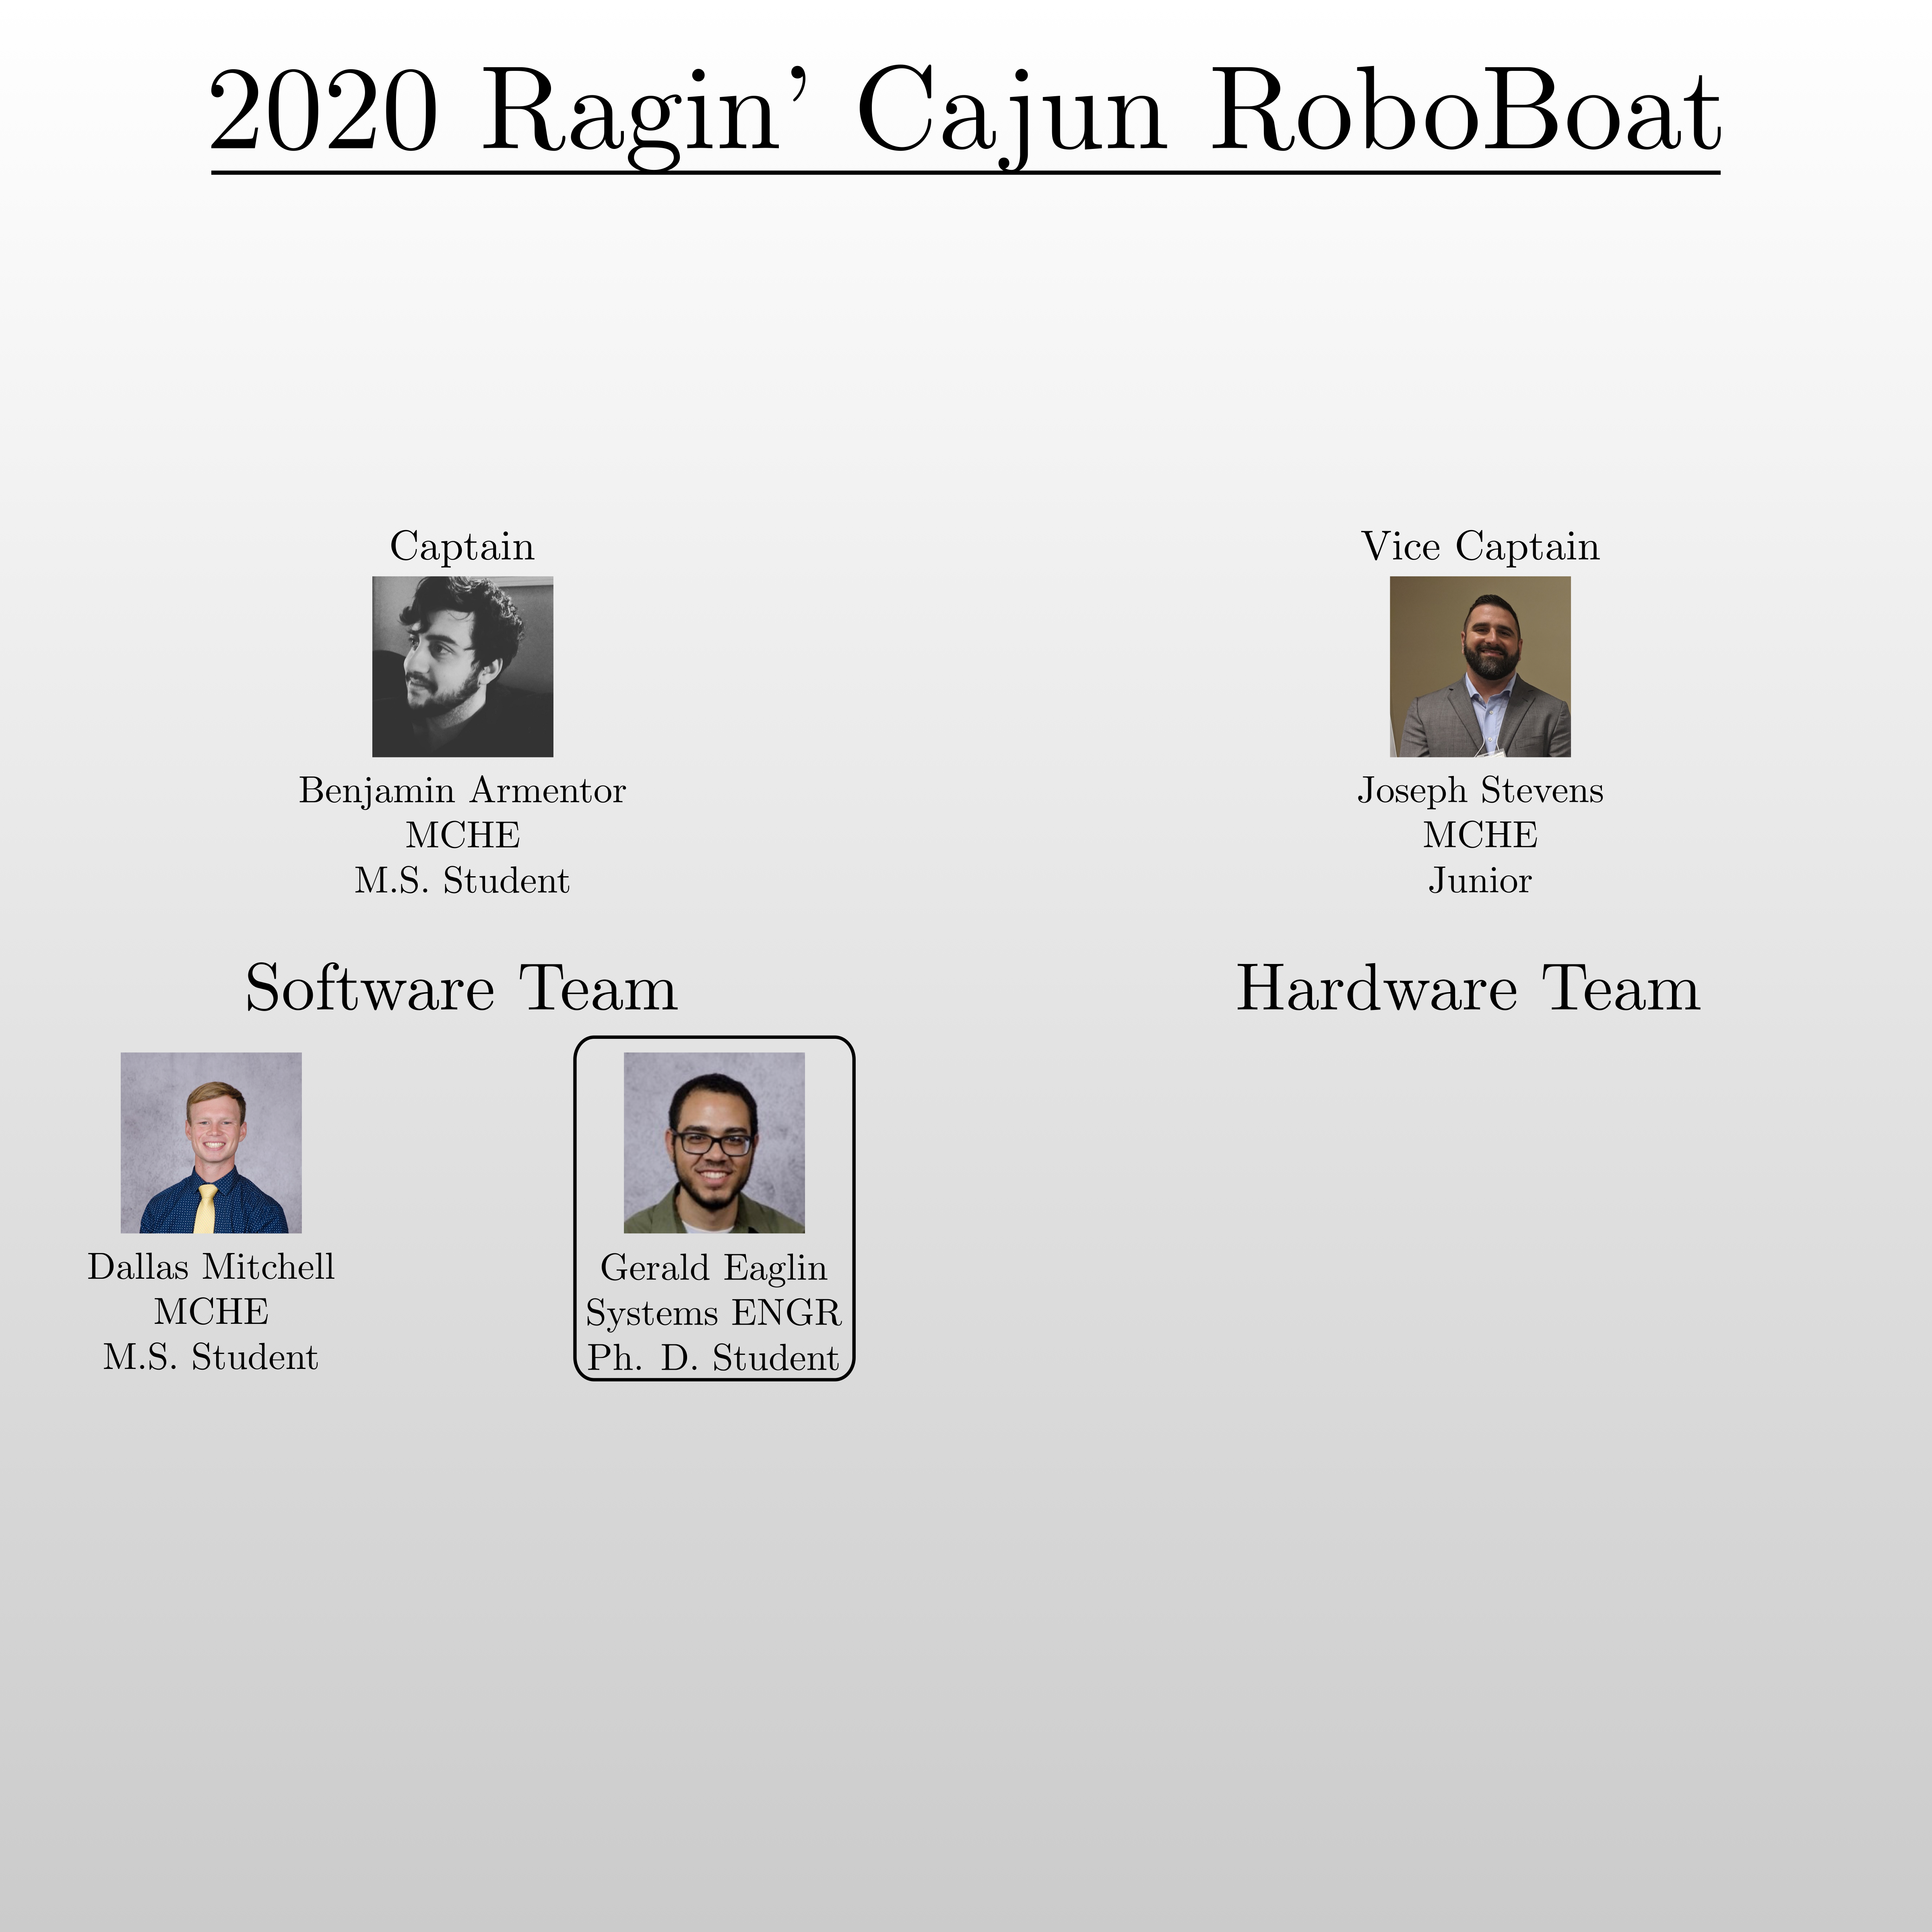 2020 Ragin' Cajun RoboBoat
Captain
Benjamin Armentor
MCHE
M.S. Student
Vice Captain
Joseph Stevens
MCHE
Junior
Software Team
Dallas Mitchell
MCHE
M.S. Student
Gerald Eaglin
Systems ENGR
Ph. D. Student
Hardware Team